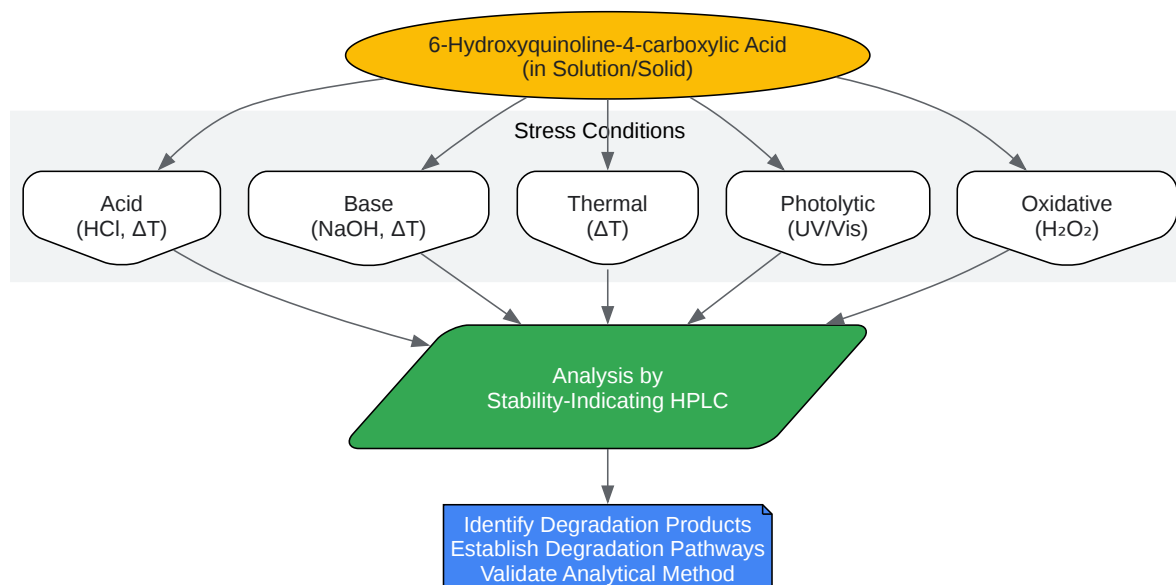 6-Hydroxyquinoline-4-carboxylic Acid
(in Solution/Solid)
Stress Conditions
Acid
(HCl, ΔT)
Base
(NaOH, ΔT)
Thermal
(ΔT)
Photolytic
(UV/Vis)
Oxidative
(H₂O₂)
Analysis by
Stability-Indicating HPLC
Identify Degradation Products
Establish Degradation Pathways
Validate Analytical Method